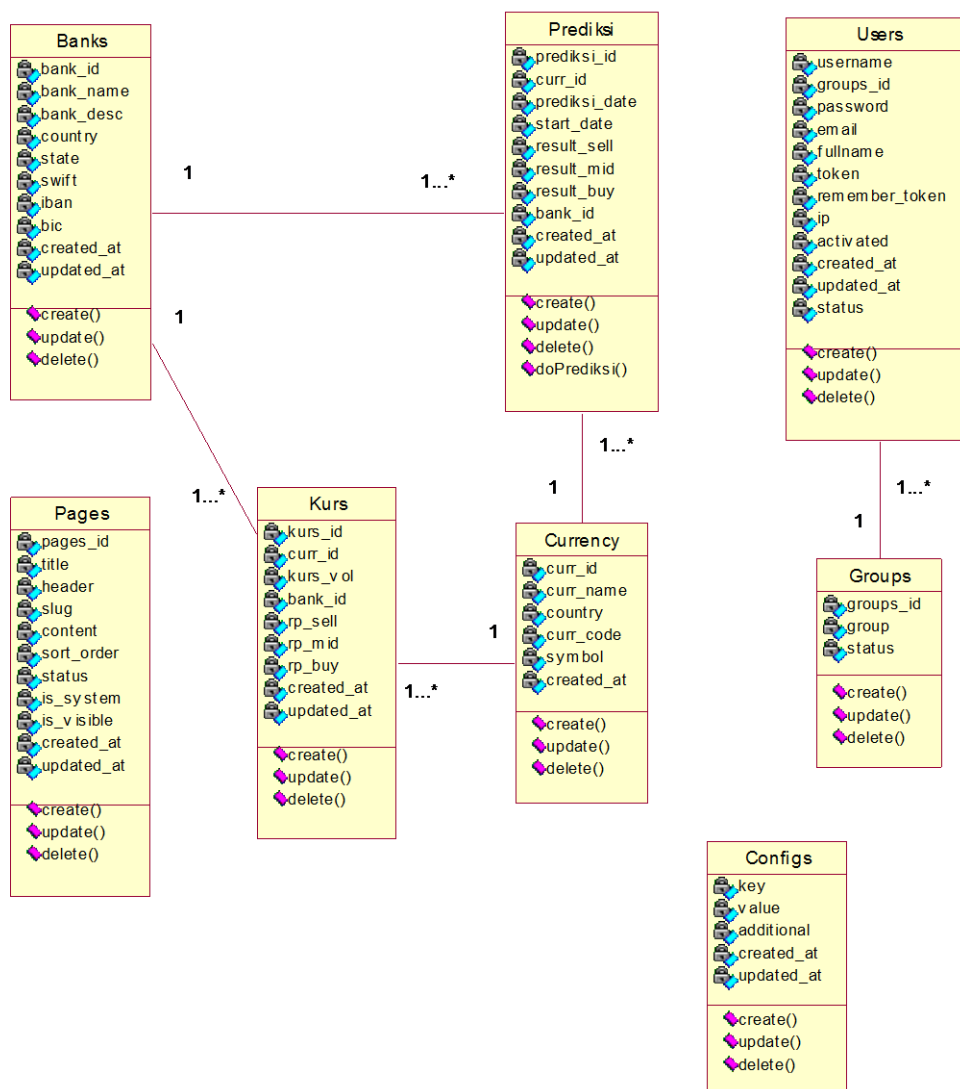 Banks
bank_id
bank_name
bank_desc
country
state
swift
iban
bic
created_at
updated_at
create()
update()
delete()
Prediksi
prediksi_id
curr_id
prediksi_date
start_date
result_sell
result_mid
result_buy
bank_id
created_at
updated_at
create()
update()
delete()
doPrediksi()
Users
username
groups_id
password
email
fullname
token
remember_token
ip
activated
created_at
updated_at
status
create()
update()
delete()
1
1...*
1
1...*
1...*
1
1...*
1
1
1...*
Pages
pages_id
title
header
slug
content
sort_order
status
is_system
is_visible
created_at
updated_at
create()
update()
delete()
Kurs
kurs_id
curr_id
kurs_vol
bank_id
rp_sell
rp_mid
rp_buy
created_at
updated_at
create()
update()
delete()
Currency
curr_id
curr_name
country
curr_code
symbol
created_at
create()
update()
delete()
Groups
groups_id
group
status
create()
update()
delete()
Configs
key
value
additional
created_at
updated_at
create()
update()
delete()